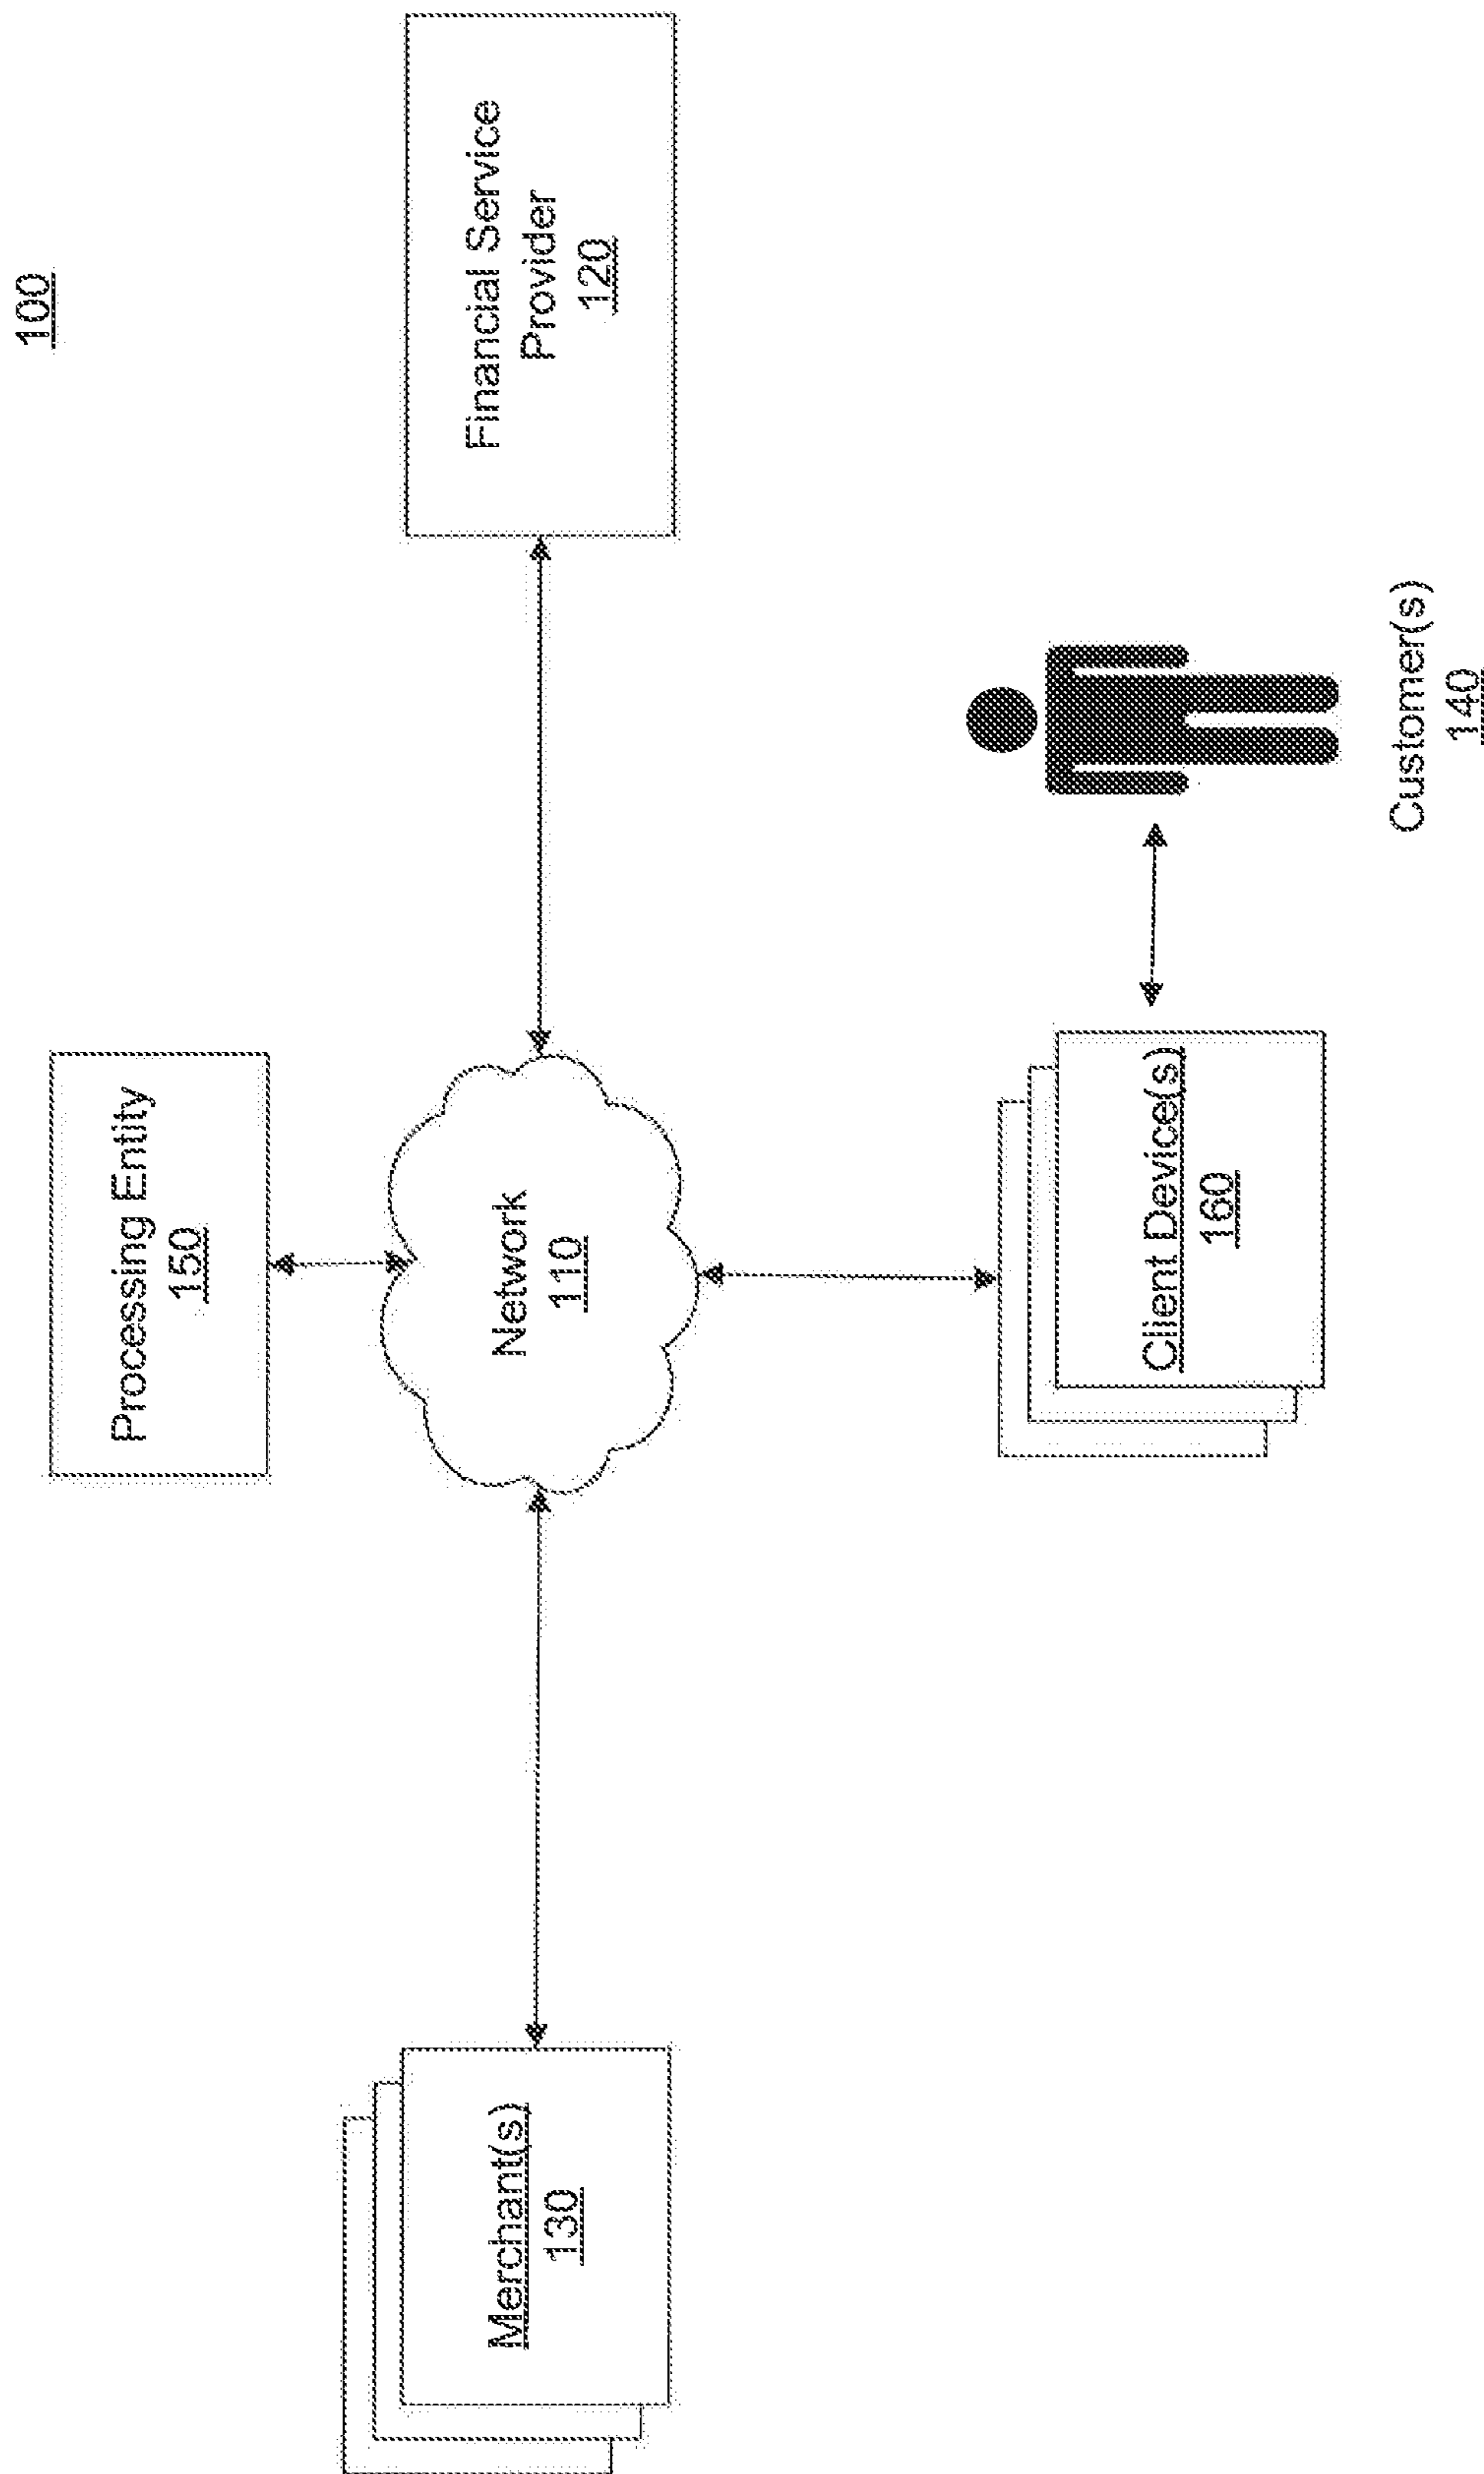 100
Processing Entity
150
Merchant(s)
130
Network
110
Financial Service
Provider
120
Client Device(s)
160
Customer(s)
140